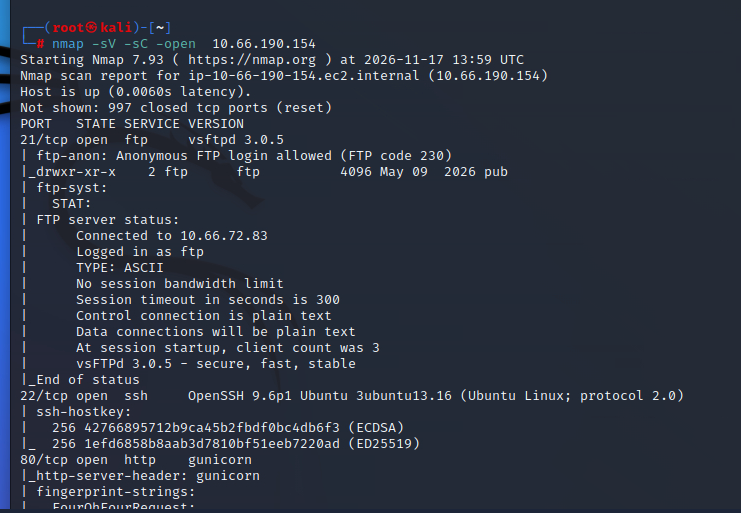 ┌──(root㉿kali)-[~]
└─# nmap -sV -sC -open  10.66.190.154
Starting Nmap 7.93 ( https://nmap.org ) at 2026-11-17 13:59 UTC
Nmap scan report for ip-10-66-190-154.ec2.internal (10.66.190.154)
Host is up (0.0060s latency).
Not shown: 997 closed tcp ports (reset)
PORT   STATE SERVICE VERSION
21/tcp open  ftp     vsftpd 3.0.5
| ftp-anon: Anonymous FTP login allowed (FTP code 230)
|_drwxr-xr-x    2 ftp      ftp          4096 May 09  2026 pub
| ftp-syst:
|   STAT:
| FTP server status:
|      Connected to 10.66.72.83
|      Logged in as ftp
|      TYPE: ASCII
|      No session bandwidth limit
|      Session timeout in seconds is 300
|      Control connection is plain text
|      Data connections will be plain text
|      At session startup, client count was 3
|      vsFTPd 3.0.5 - secure, fast, stable
|_End of status
22/tcp open  ssh     OpenSSH 9.6p1 Ubuntu 3ubuntu13.16 (Ubuntu Linux; protocol 2.0)
| ssh-hostkey:
|   256 42766895712b9ca45b2fbdf0bc4db6f3 (ECDSA)
|_  256 1efd6858b8aab3d7810bf51eeb7220ad (ED25519)
80/tcp open  http    gunicorn
|_http-server-header: gunicorn
| fingerprint-strings:
|   FourOhFourRequest: